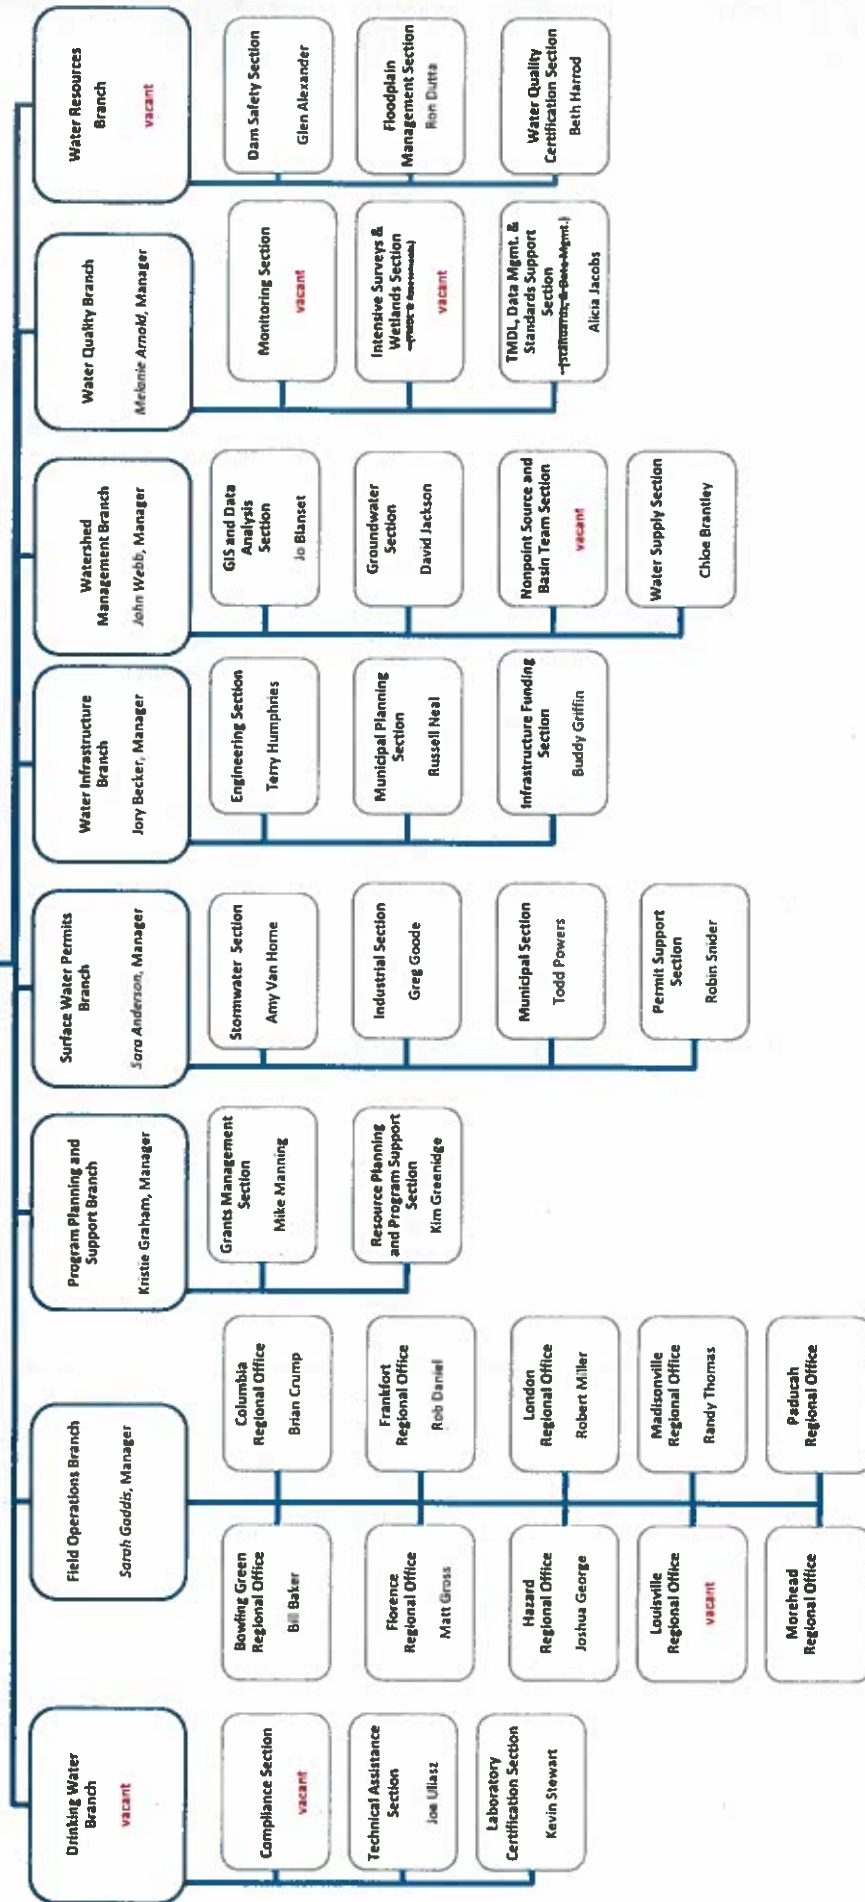 Drinking Water
Branch
vacant
Compliance Section
vacant
Technical Assistance
Section
Joe Uliasz
Laboratory
Certification Section
Kevin Stewart
Field Operations Branch
Sarah Gaddis, Manager
Bowling Green
Regional Office
Bill Baker
Columbia
Regional Office
Brian Crump
Florence
Regional Office
Matt Gross
Frankfort
Regional Office
Rob Daniel
Hazard
Regional Office
Joshua George
London
Regional Office
Robert Miller
Louisville
Regional Office
vacant
Madisonville
Regional Office
Randy Thomas
Morehead
Regional Office
Paducah
Regional Office
Program Planning and
Support Branch
Kristie Graham, Manager
Grants Management
Section
Mike Manning
Resource Planning
and Program Support
Section
Kim Greenidge
Surface Water Permits
Branch
Sara Anderson, Manager
Stormwater Section
Amy Van Horne
Industrial Section
Greg Goode
Municipal Section
Todd Powers
Permit Support
Section
Robin Snider
Water Infrastructure
Branch
Jory Becker, Manager
Engineering Section
Terry Humphries
Municipal Planning
Section
Russell Neal
Infrastructure Funding
Section
Buddy Griffin
Watershed
Management Branch
John Webb, Manager
GIS and Data
Analysis
Section
Jo Blanset
Groundwater
Section
David Jackson
Nonpoint Source and
Basin Team Section
vacant
Water Supply Section
Chloe Brantley
Water Quality Branch
Melanie Arnold, Manager
Monitoring Section
vacant
Intensive Surveys &
Wetlands Section
(TMDL & Assessments)
vacant
TMDL, Data Mgmt. &
Standards Support
Section
(Standards, & Data Mgmt.)
Alicia Jacobs
Water Resources
Branch
vacant
Dam Safety Section
Glen Alexander
Floodplain
Management Section
Ron Dutta
Water Quality
Certification Section
Beth Harrod